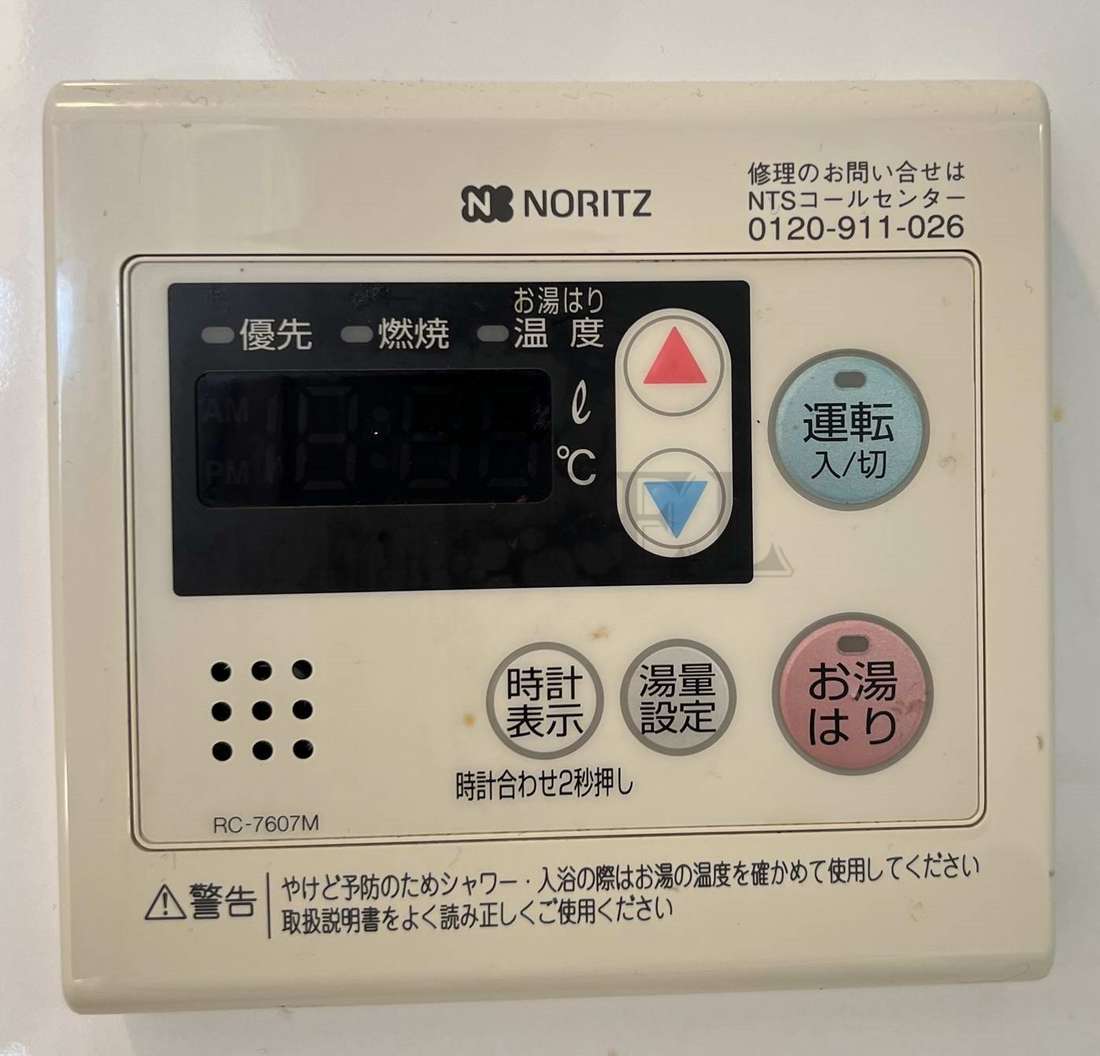 NORITZ
修理のお問い合せは
NTSコールセンター
0120-911-026
お湯はり
優先 燃焼 温度
AM
PM
ℓ
℃
運転
入/切
時計
表示
湯量
設定
お湯
はり
時計合わせ2秒押し
RC-7607M
警告
やけど予防のためシャワー・入浴の際はお湯の温度を確かめて使用してください
取扱説明書をよく読み正しくご使用ください